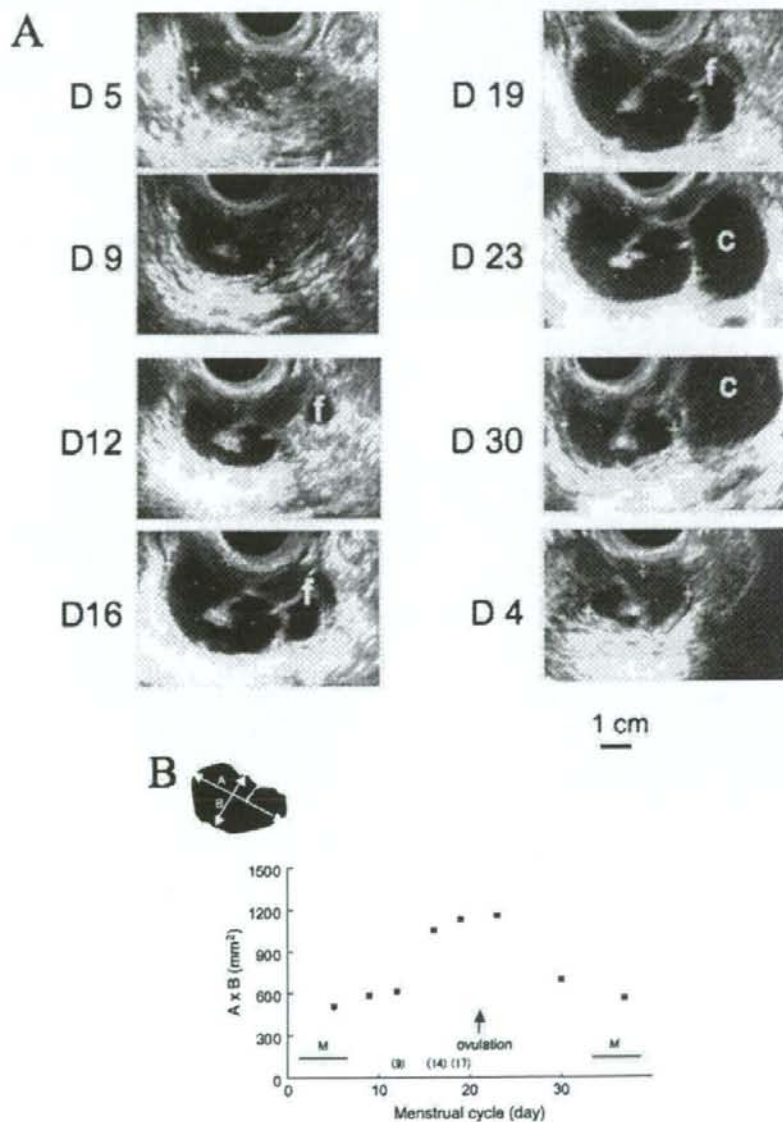 A
D 5
D 9
D12
f
D16
f
D 19
f
D 23
c
D 30
c
D 4
1 cm
B
A
B
1500
1200
900
600
300
0
A x B (mm²)
M
(9) (14) (17)
ovulation
M
0 10 20 30
Menstrual cycle (day)